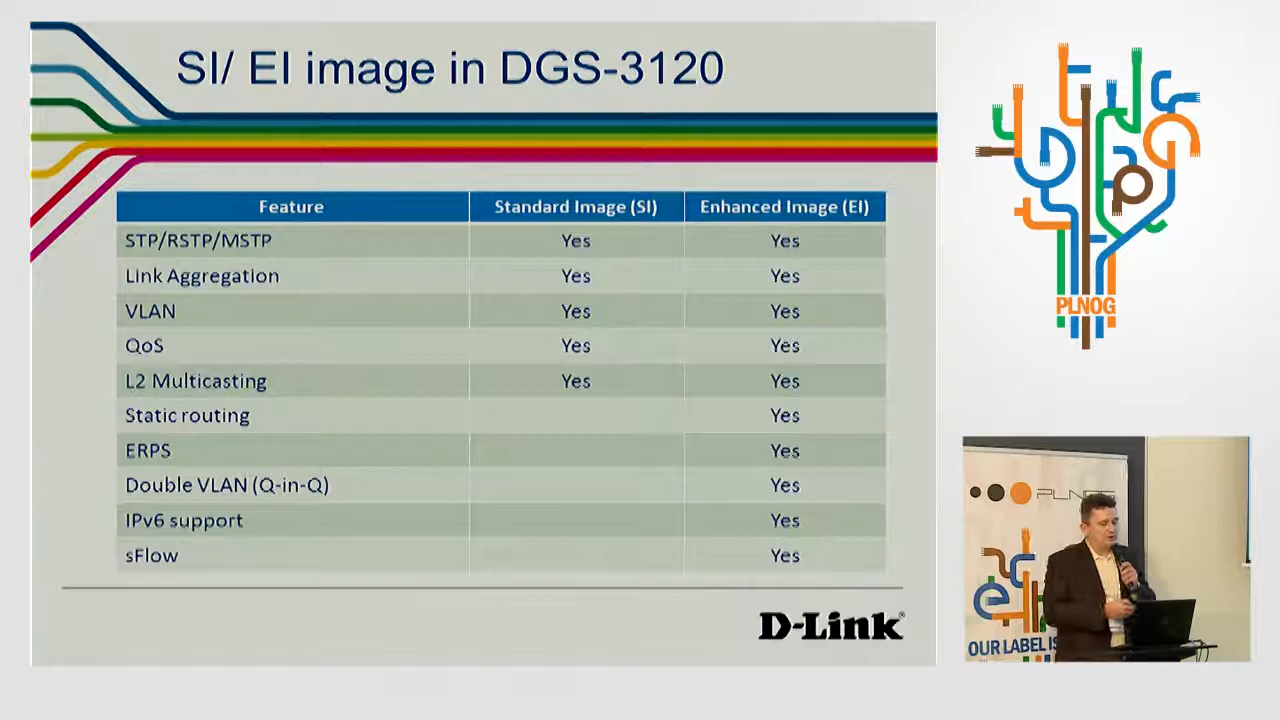 SI/ EI image in DGS-3120
Feature Standard Image (SI) Enhanced Image (EI)
STP/RSTP/MSTP Yes Yes
Link Aggregation Yes Yes
VLAN Yes Yes
QoS Yes Yes
L2 Multicasting Yes Yes
Static routing Yes
ERPS Yes
Double VLAN (Q-in-Q) Yes
IPv6 support Yes
sFlow Yes
D-Link®
PLNOG
PLNOG
OUR LABEL IS